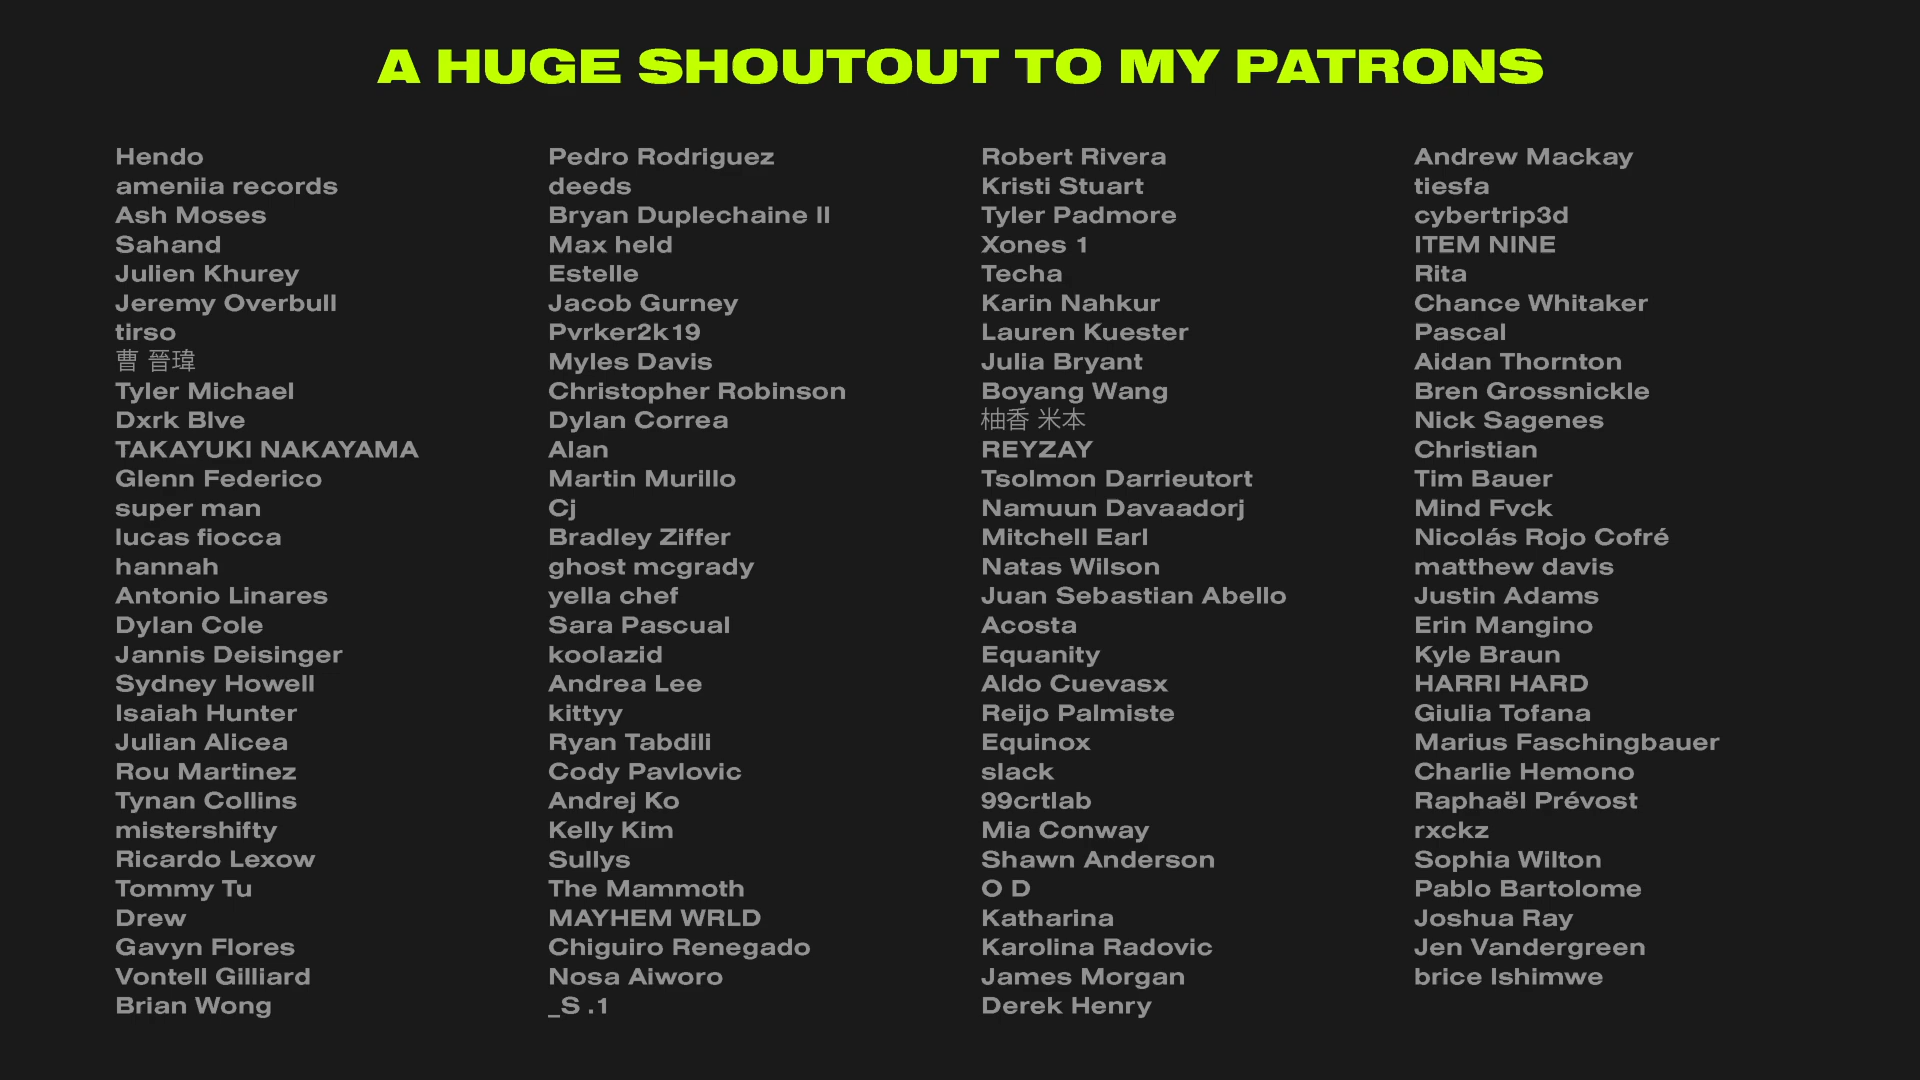 A HUGE SHOUTOUT TO MY PATRONS
Hendo
ameniia records
Ash Moses
Sahand
Julien Khurey
Jeremy Overbull
tirso
曹 晉瑋
Tyler Michael
Dxrk Blve
TAKAYUKI NAKAYAMA
Glenn Federico
super man
lucas fiocca
hannah
Antonio Linares
Dylan Cole
Jannis Deisinger
Sydney Howell
Isaiah Hunter
Julian Alicea
Rou Martinez
Tynan Collins
mistershifty
Ricardo Lexow
Tommy Tu
Drew
Gavyn Flores
Vontell Gilliard
Brian Wong
Pedro Rodriguez
deeds
Bryan Duplechaine II
Max held
Estelle
Jacob Gurney
Pvrker2k19
Myles Davis
Christopher Robinson
Dylan Correa
Alan
Martin Murillo
Cj
Bradley Ziffer
ghost mcgrady
yella chef
Sara Pascual
koolazid
Andrea Lee
kittyy
Ryan Tabdili
Cody Pavlovic
Andrej Ko
Kelly Kim
Sullys
The Mammoth
MAYHEM WRLD
Chiguiro Renegado
Nosa Aiworo
_S .1
Robert Rivera
Kristi Stuart
Tyler Padmore
Xones 1
Techa
Karin Nahkur
Lauren Kuester
Julia Bryant
Boyang Wang
柚香 米本
REYZAY
Tsolmon Darrieutort
Namuun Davaadorj
Mitchell Earl
Natas Wilson
Juan Sebastian Abello
Acosta
Equanity
Aldo Cuevasx
Reijo Palmiste
Equinox
slack
99crtlab
Mia Conway
Shawn Anderson
O D
Katharina
Karolina Radovic
James Morgan
Derek Henry
Andrew Mackay
tiesfa
cybertrip3d
ITEM NINE
Rita
Chance Whitaker
Pascal
Aidan Thornton
Bren Grossnickle
Nick Sagenes
Christian
Tim Bauer
Mind Fvck
Nicolás Rojo Cofré
matthew davis
Justin Adams
Erin Mangino
Kyle Braun
HARRI HARD
Giulia Tofana
Marius Faschingbauer
Charlie Hemono
Raphaël Prévost
rxckz
Sophia Wilton
Pablo Bartolome
Joshua Ray
Jen Vandergreen
brice Ishimwe